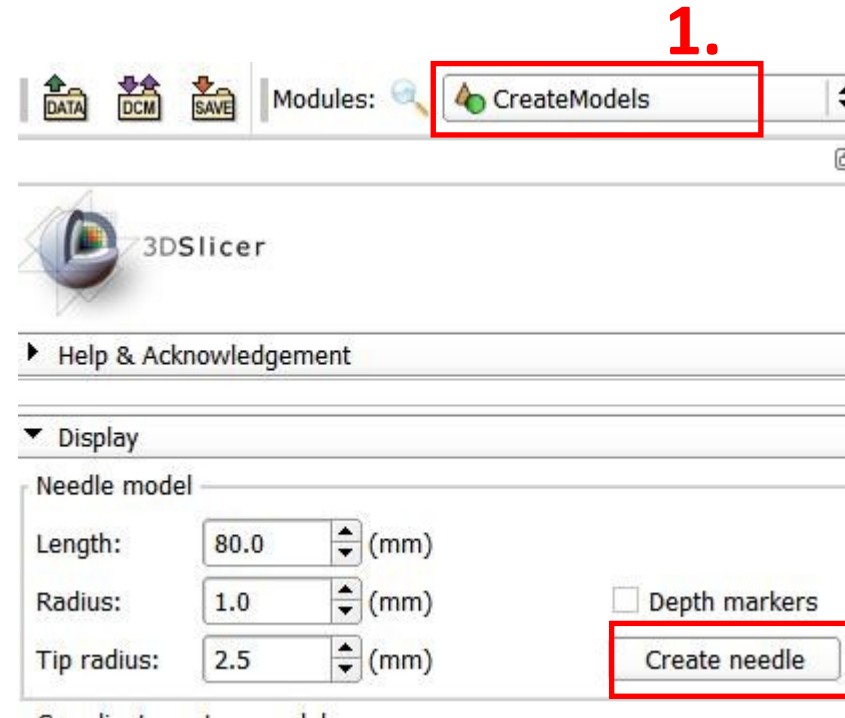 1.
DATA DCM SAVE Modules: CreateModels
3DSlicer
Help & Acknowledgement
Display
Needle model
Length: 80.0 (mm)
Radius: 1.0 (mm) Depth markers
Tip radius: 2.5 (mm) Create needle